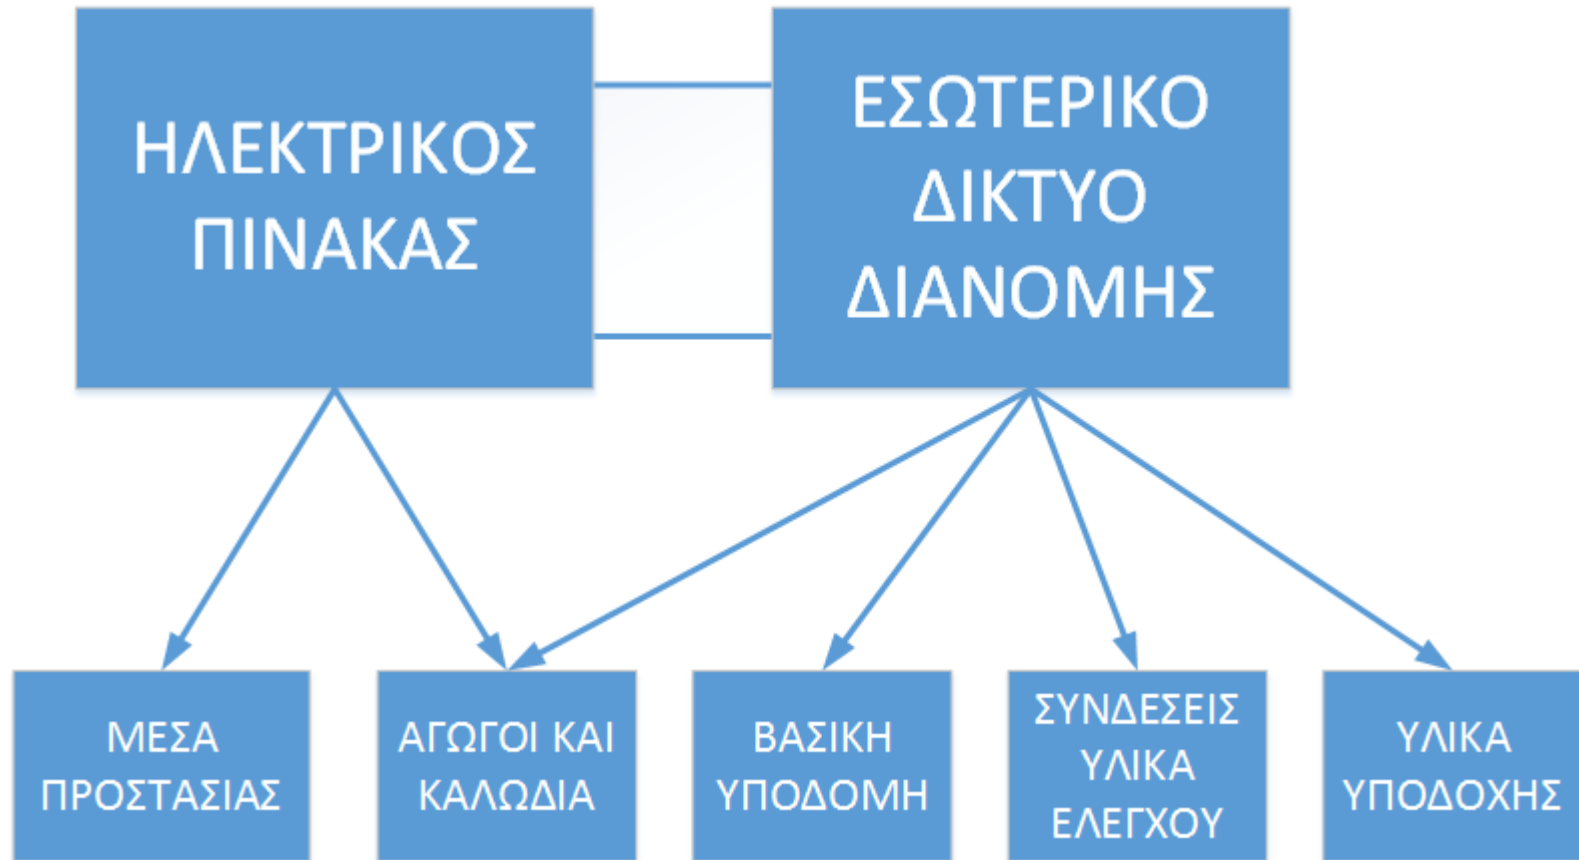 ΗΛΕΚΤΡΙΚΟΣ
ΠΙΝΑΚΑΣ
ΕΣΩΤΕΡΙΚΟ
ΔΙΚΤΥΟ
ΔΙΑΝΟΜΗΣ
ΜΕΣΑ
ΠΡΟΣΤΑΣΙΑΣ
ΑΓΩΓΟΙ ΚΑΙ
ΚΑΛΩΔΙΑ
ΒΑΣΙΚΗ
ΥΠΟΔΟΜΗ
ΣΥΝΔΕΣΕΙΣ
ΥΛΙΚΑ
ΕΛΕΓΧΟΥ
ΥΛΙΚΑ
ΥΠΟΔΟΧΗΣ